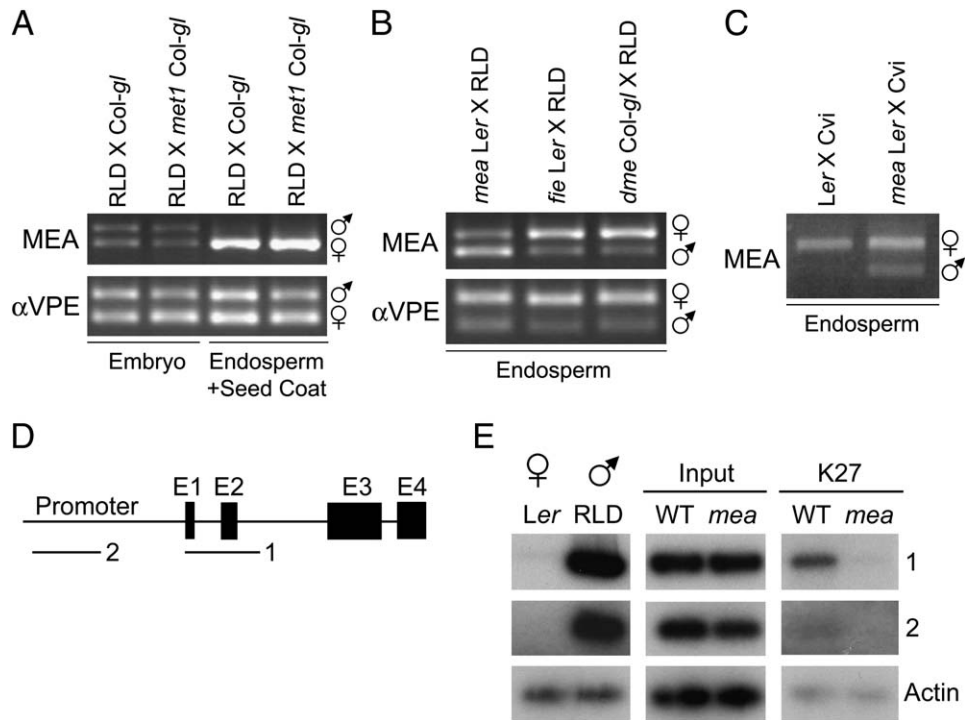 A
RLD X Col-gl
RLD X met1 Col-gl
RLD X Col-gl
RLD X met1 Col-gl
MEA
♂
♀
αVPE
♂
♀
Embryo
Endosperm
+Seed Coat
B
mea Ler X RLD
fie Ler X RLD
dme Col-gl X RLD
MEA
♀
♂
αVPE
♀
♂
Endosperm
C
Ler X Cvi
mea Ler X Cvi
MEA
♀
♂
Endosperm
D
Promoter E1 E2 E3 E4
2 1
E
♀ ♂ Input K27
Ler RLD WT mea WT mea
1
2
Actin